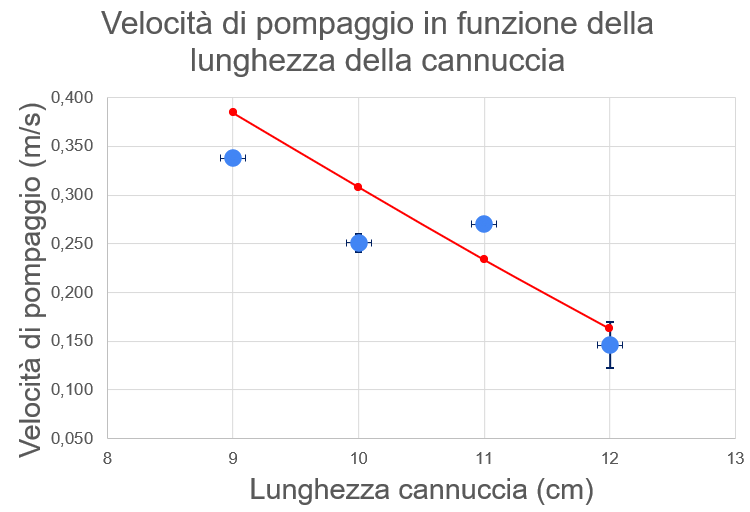 Velocità di pompaggio in funzione della
lunghezza della cannuccia
Velocità di pompaggio (m/s)
0,400
0,350
0,300
0,250
0,200
0,150
0,100
0,050
8 9 10 11 12 13
Lunghezza cannuccia (cm)